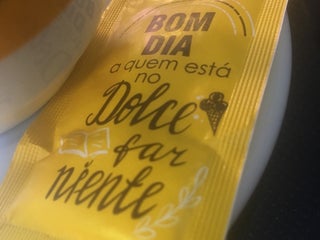 BOM
DIA
a quem está
no
Dolce
far
niente